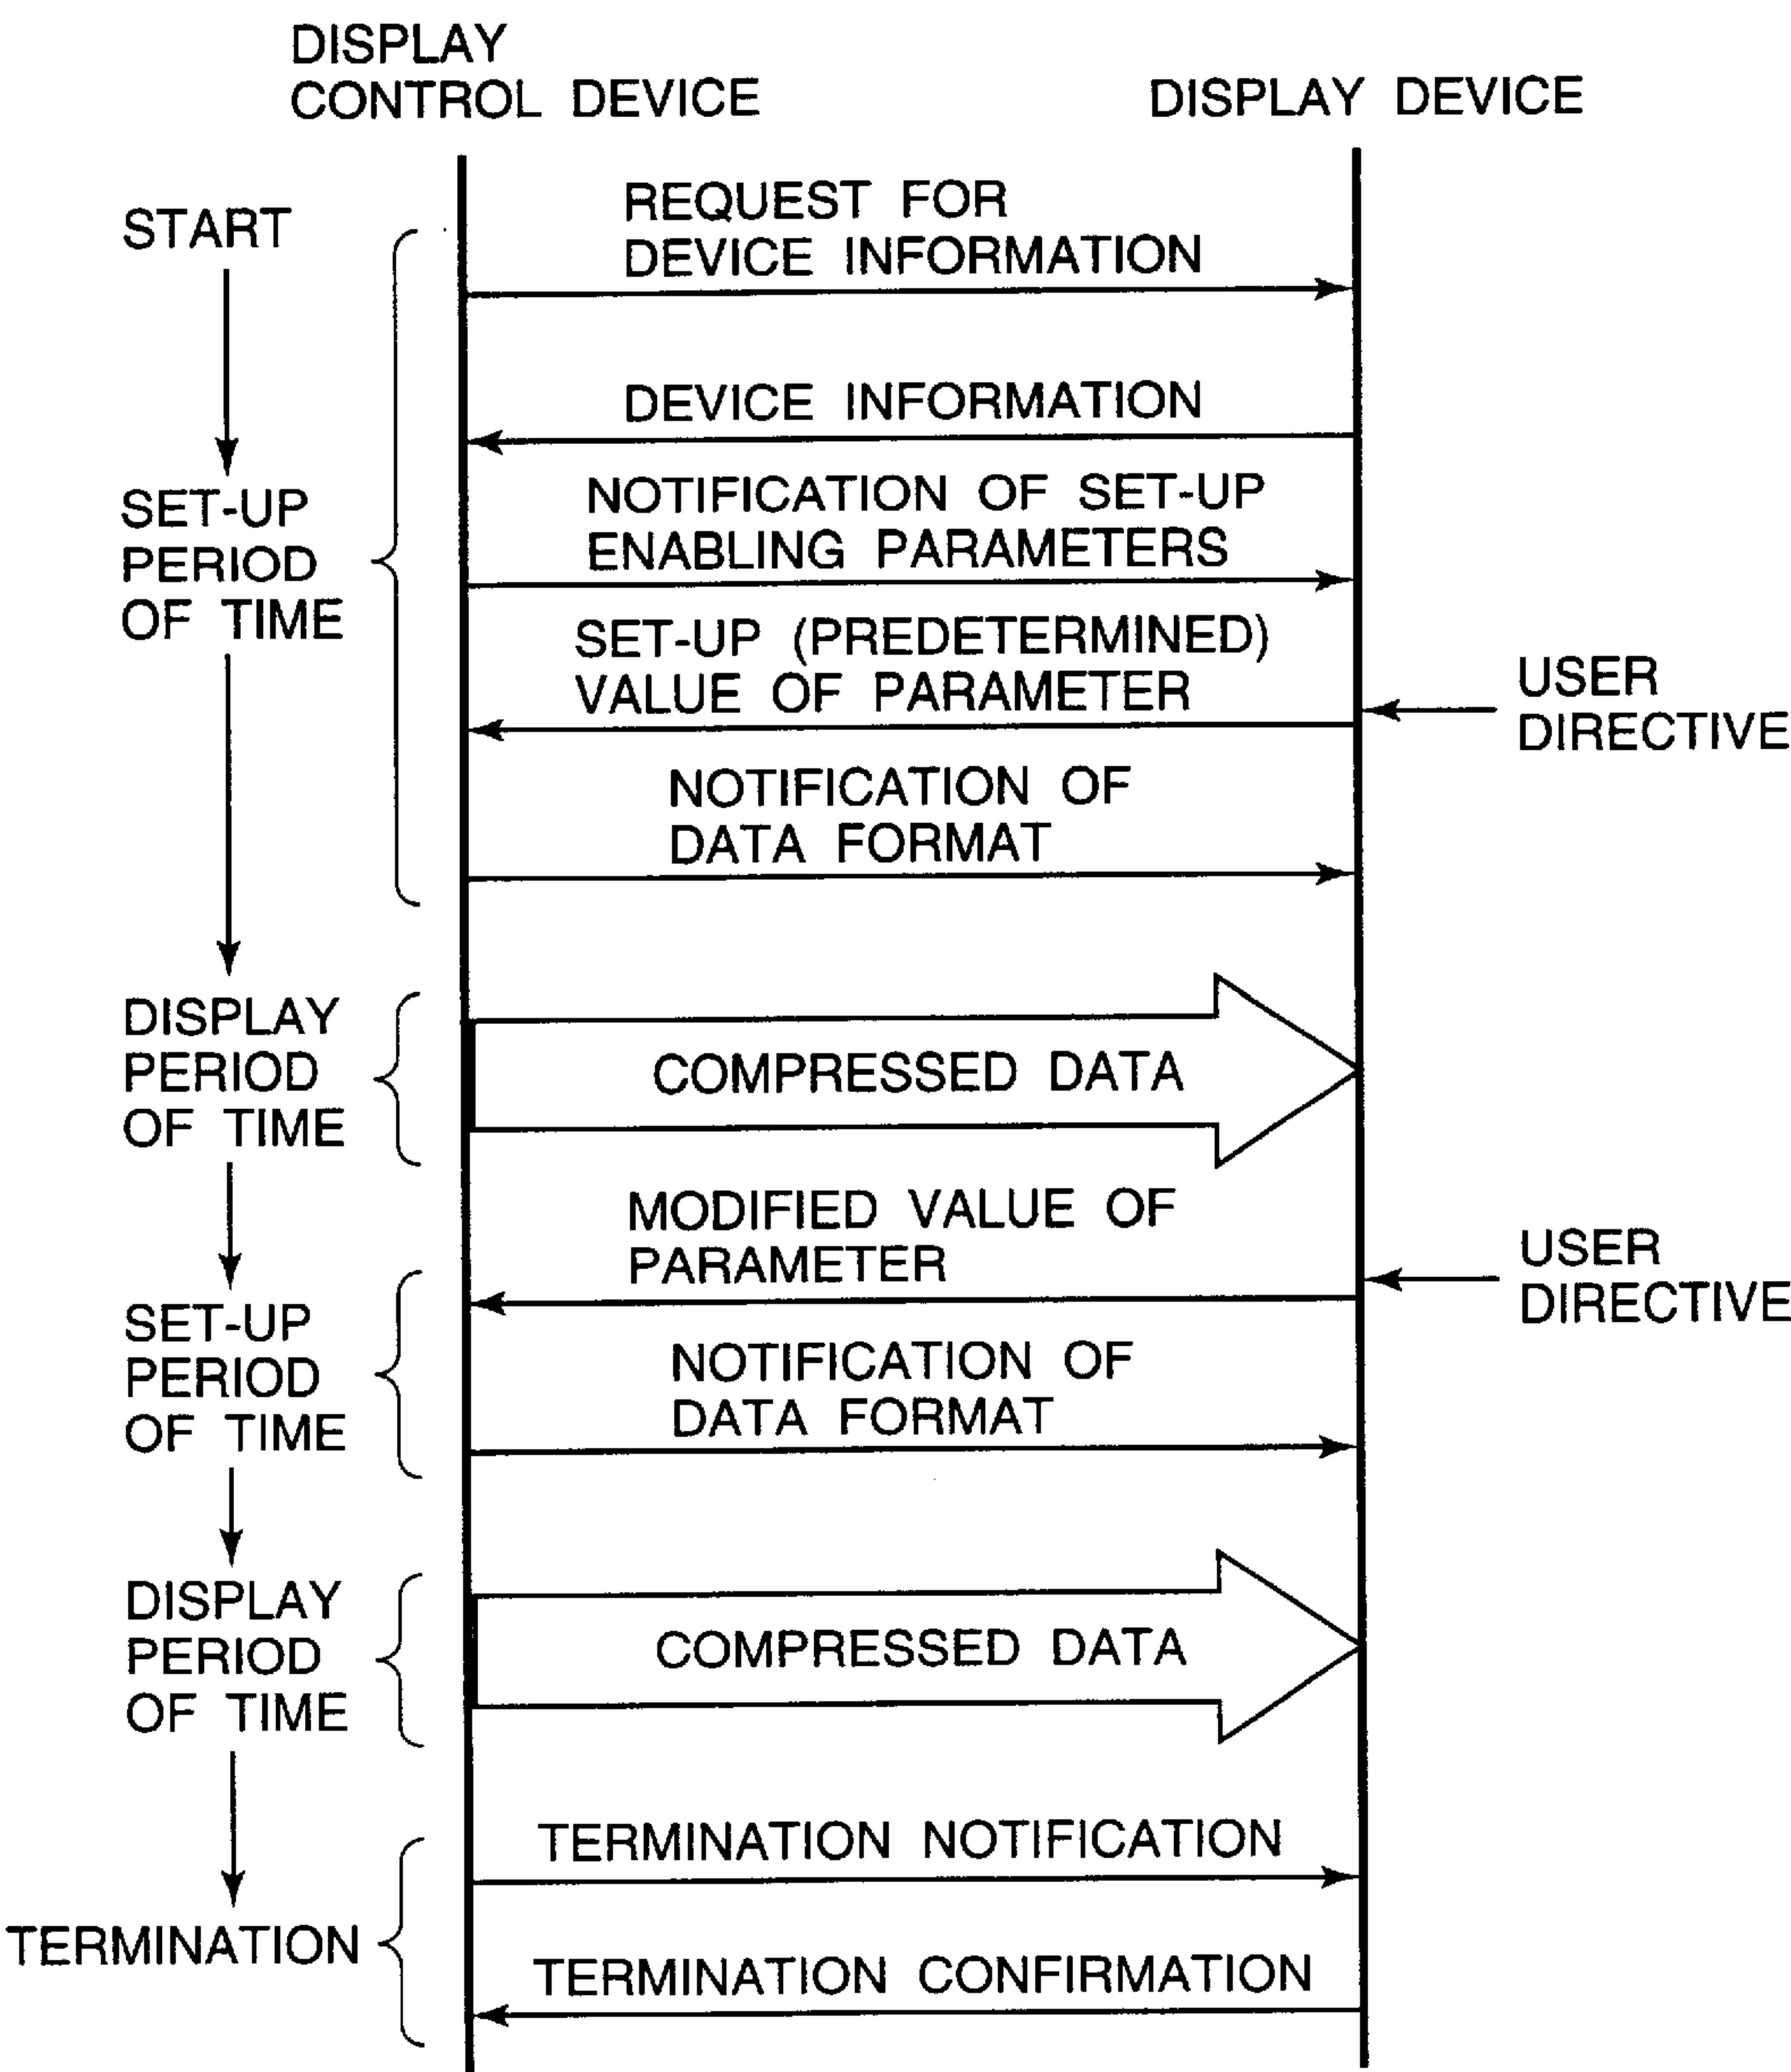 DISPLAY
CONTROL DEVICE
DISPLAY DEVICE
START
REQUEST FOR
DEVICE INFORMATION
DEVICE INFORMATION
SET-UP
PERIOD
OF TIME
NOTIFICATION OF SET-UP
ENABLING PARAMETERS
SET-UP (PREDETERMINED)
VALUE OF PARAMETER
USER
DIRECTIVE
NOTIFICATION OF
DATA FORMAT
DISPLAY
PERIOD
OF TIME
COMPRESSED DATA
MODIFIED VALUE OF
PARAMETER
USER
DIRECTIVE
SET-UP
PERIOD
OF TIME
NOTIFICATION OF
DATA FORMAT
DISPLAY
PERIOD
OF TIME
COMPRESSED DATA
TERMINATION NOTIFICATION
TERMINATION
TERMINATION CONFIRMATION